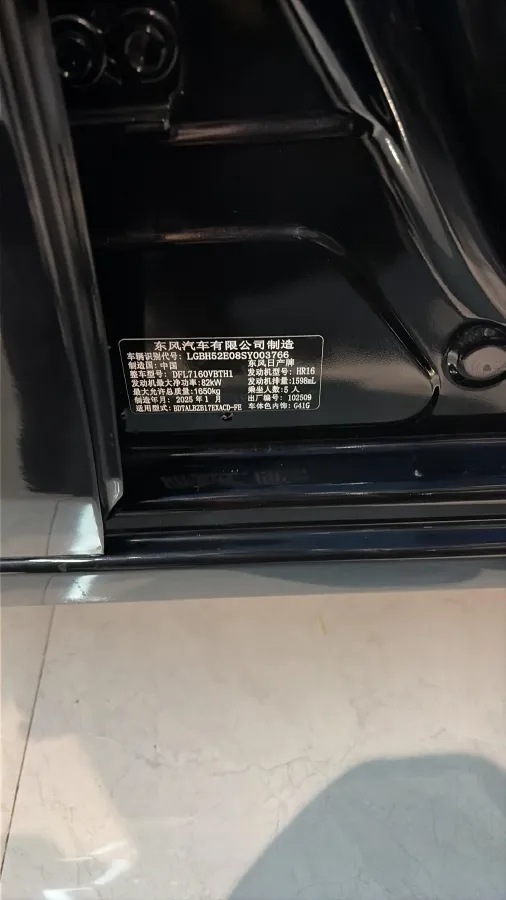 东风汽车有限公司制造
车辆识别代号: LGBH52E08SY003766
制造国: 中国 东风日产牌
整车型号: DFL7160VBTH1 发动机型号: HR16
发动机最大净功率:82kW 发动机排量:1598mL
最大允许总质量:1650kg 乘坐人数:5 人
制造年月: 2025 年 1 月 出厂编号: 102509
适用型式: BDTALBZB17EXACD-FE 车体色内饰: G41G